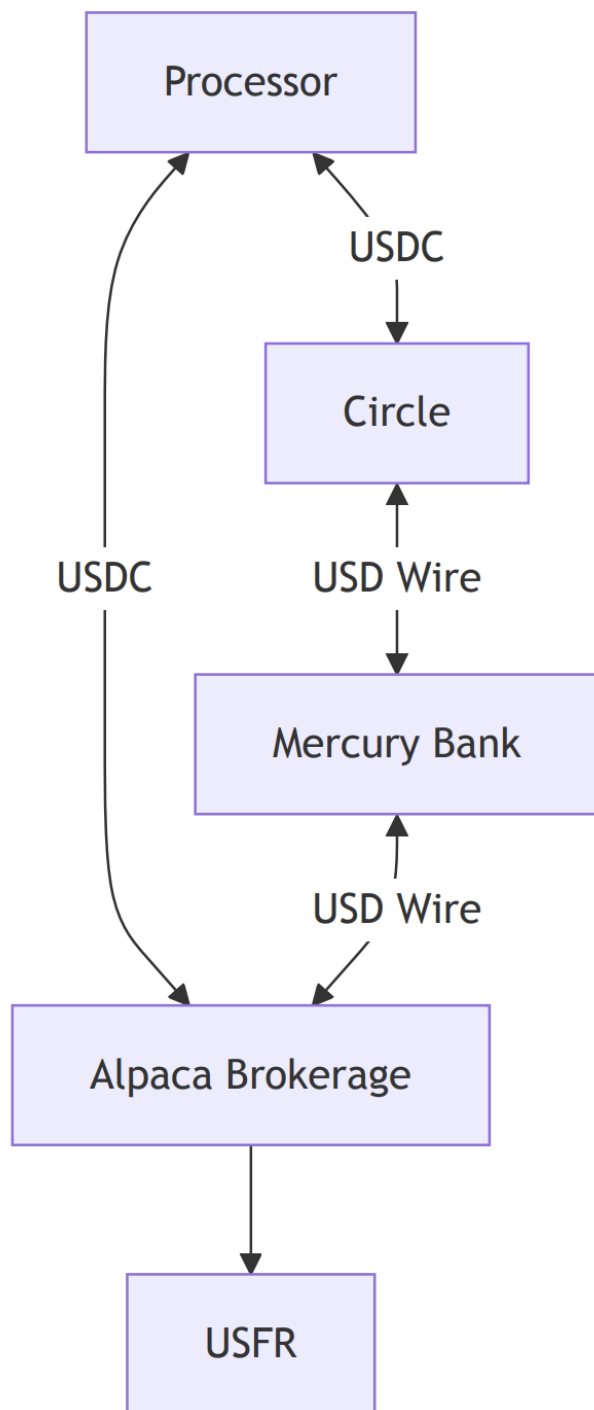 Processor
USDC
Circle
USDC
USD Wire
Mercury Bank
USD Wire
Alpaca Brokerage
USFR